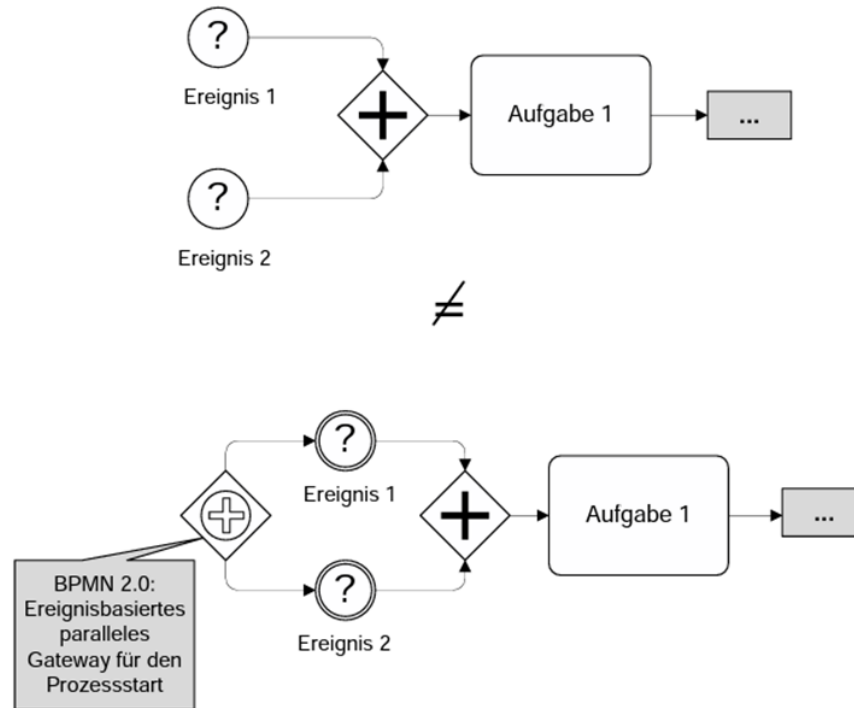 ?
Ereignis 1
Aufgabe 1
...
?
Ereignis 2
≠
?
Ereignis 1
Aufgabe 1
...
?
Ereignis 2
BPMN 2.0:
Ereignisbasiertes
paralleles
Gateway für den
Prozessstart